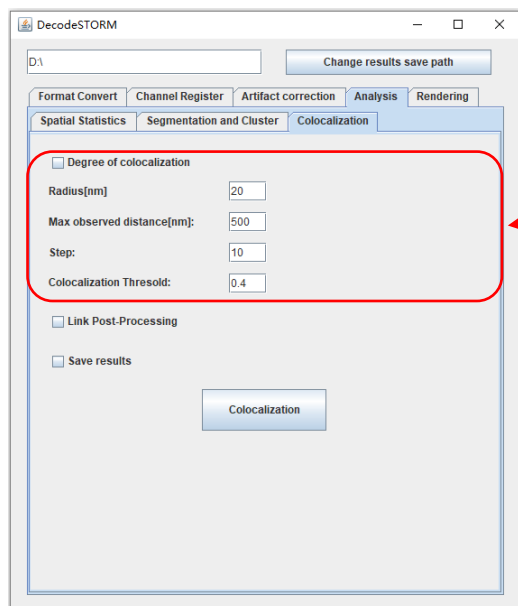 DecodeSTORM
D:\ Change results save path
Format Convert Channel Register Artifact correction Analysis Rendering
Spatial Statistics Segmentation and Cluster Colocalization
Degree of colocalization
Radius[nm] 20
Max observed distance[nm]: 500
Step: 10
Colocalization Thresold: 0.4
Link Post-Processing
Save results
Colocalization